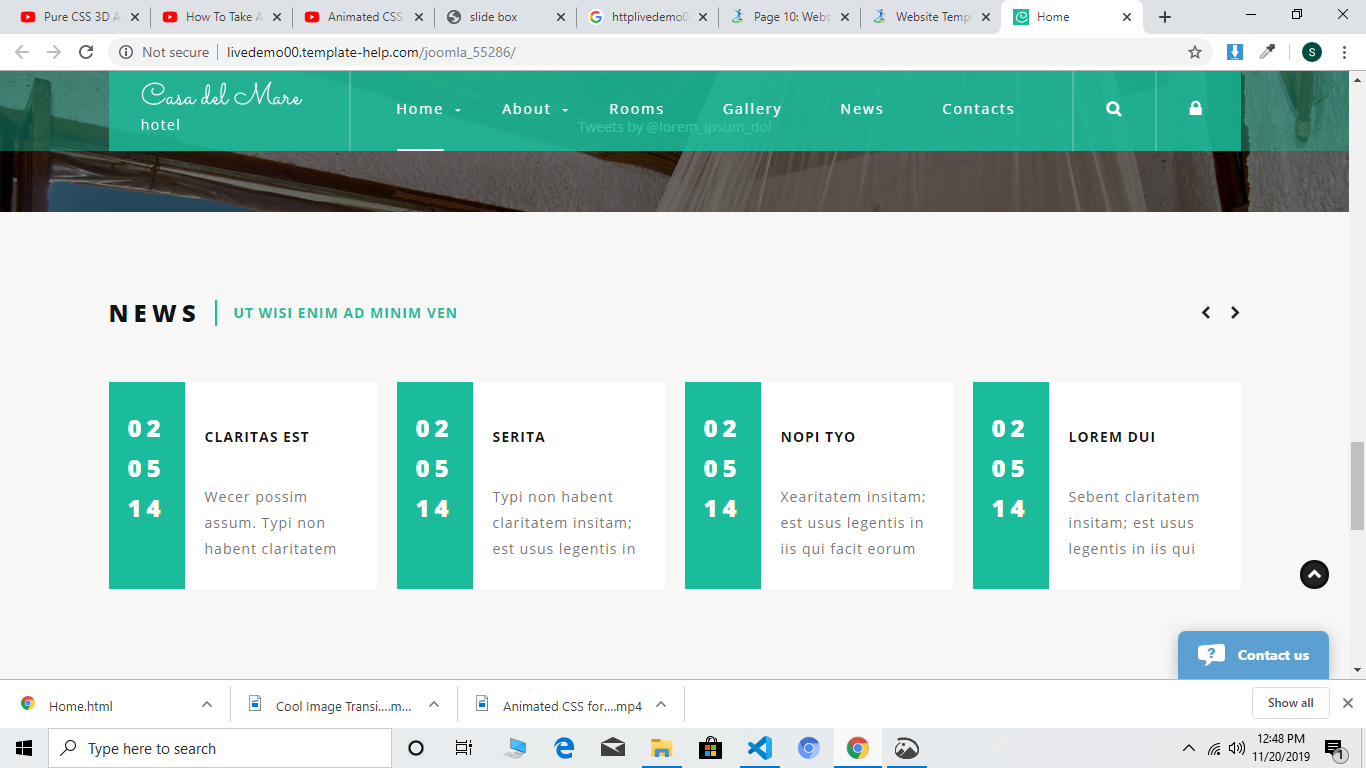 Pure CSS 3D A
How To Take A
Animated CSS
slide box
httplivedemo0
Page 10: Webs
Website Temp
Home
Not secure
livedemo00.template-help.com/joomla_55286/
S
Casa del Mare
hotel
Home
About
Rooms
Gallery
News
Contacts
Tweets by @lorem_ipsum_dol
NEWS
UT WISI ENIM AD MINIM VEN
02
05
14
CLARITAS EST
Wecer possim
assum. Typi non
habent claritatem
02
05
14
SERITA
Typi non habent
claritatem insitam;
est usus legentis in
02
05
14
NOPI TYO
Xearitatem insitam;
est usus legentis in
iis qui facit eorum
02
05
14
LOREM DUI
Sebent claritatem
insitam; est usus
legentis in iis qui
Contact us
Home.html
Cool Image Transi....m...
Animated CSS for....mp4
Show all
Type here to search
12:48 PM
11/20/2019
1